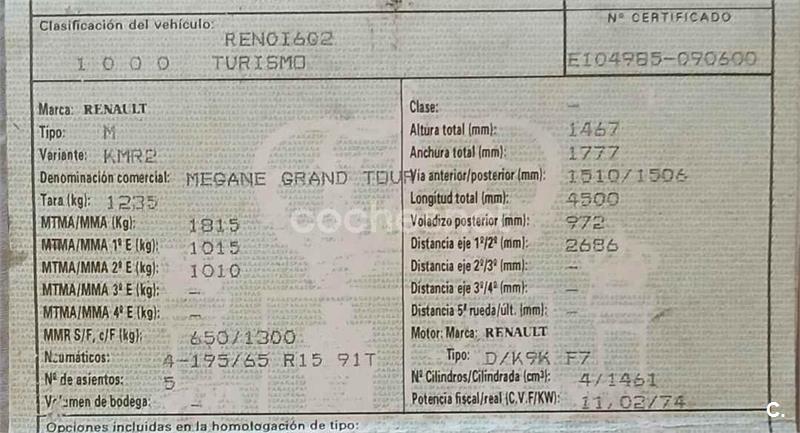 Clasificación del vehículo:
RENOI6G2
1 0 0 0 TURISMO
Nº CERTIFICADO
E104985-090600
Marca: RENAULT
Tipo: M
Variante: KMR2
Denominación comercial: MEGANE GRAND TOUR
Tara (kg): 1235
MTMA/MMA (Kg): 1815
MTMA/MMA 1º E (kg): 1015
MTMA/MMA 2º E (kg): 1010
MTMA/MMA 3º E (kg): -
MTMA/MMA 4º E (kg): -
MMR S/F, c/F (kg): 650/1300
Neumáticos: 4-195/65 R15 91T
Nº de asientos: 5
Volumen de bodega: -
Clase: -
Altura total (mm): 1467
Anchura total (mm): 1777
Vía anterior/posterior (mm): 1510/1506
Longitud total (mm): 4500
Voladizo posterior (mm): 972
Distancia eje 1º/2º (mm): 2686
Distancia eje 2º/3º (mm): -
Distancia eje 3º/4º (mm): -
Distancia 5ª rueda/últ. (mm): -
Motor: Marca: RENAULT
Tipo: D/K9K F7
Nº Cilindros/Cilindrada (cm³): 4/1461
Potencia fiscal/real (C.V.F/KW): 11,02/74
Opciones incluidas en la homologación de tipo:
C.